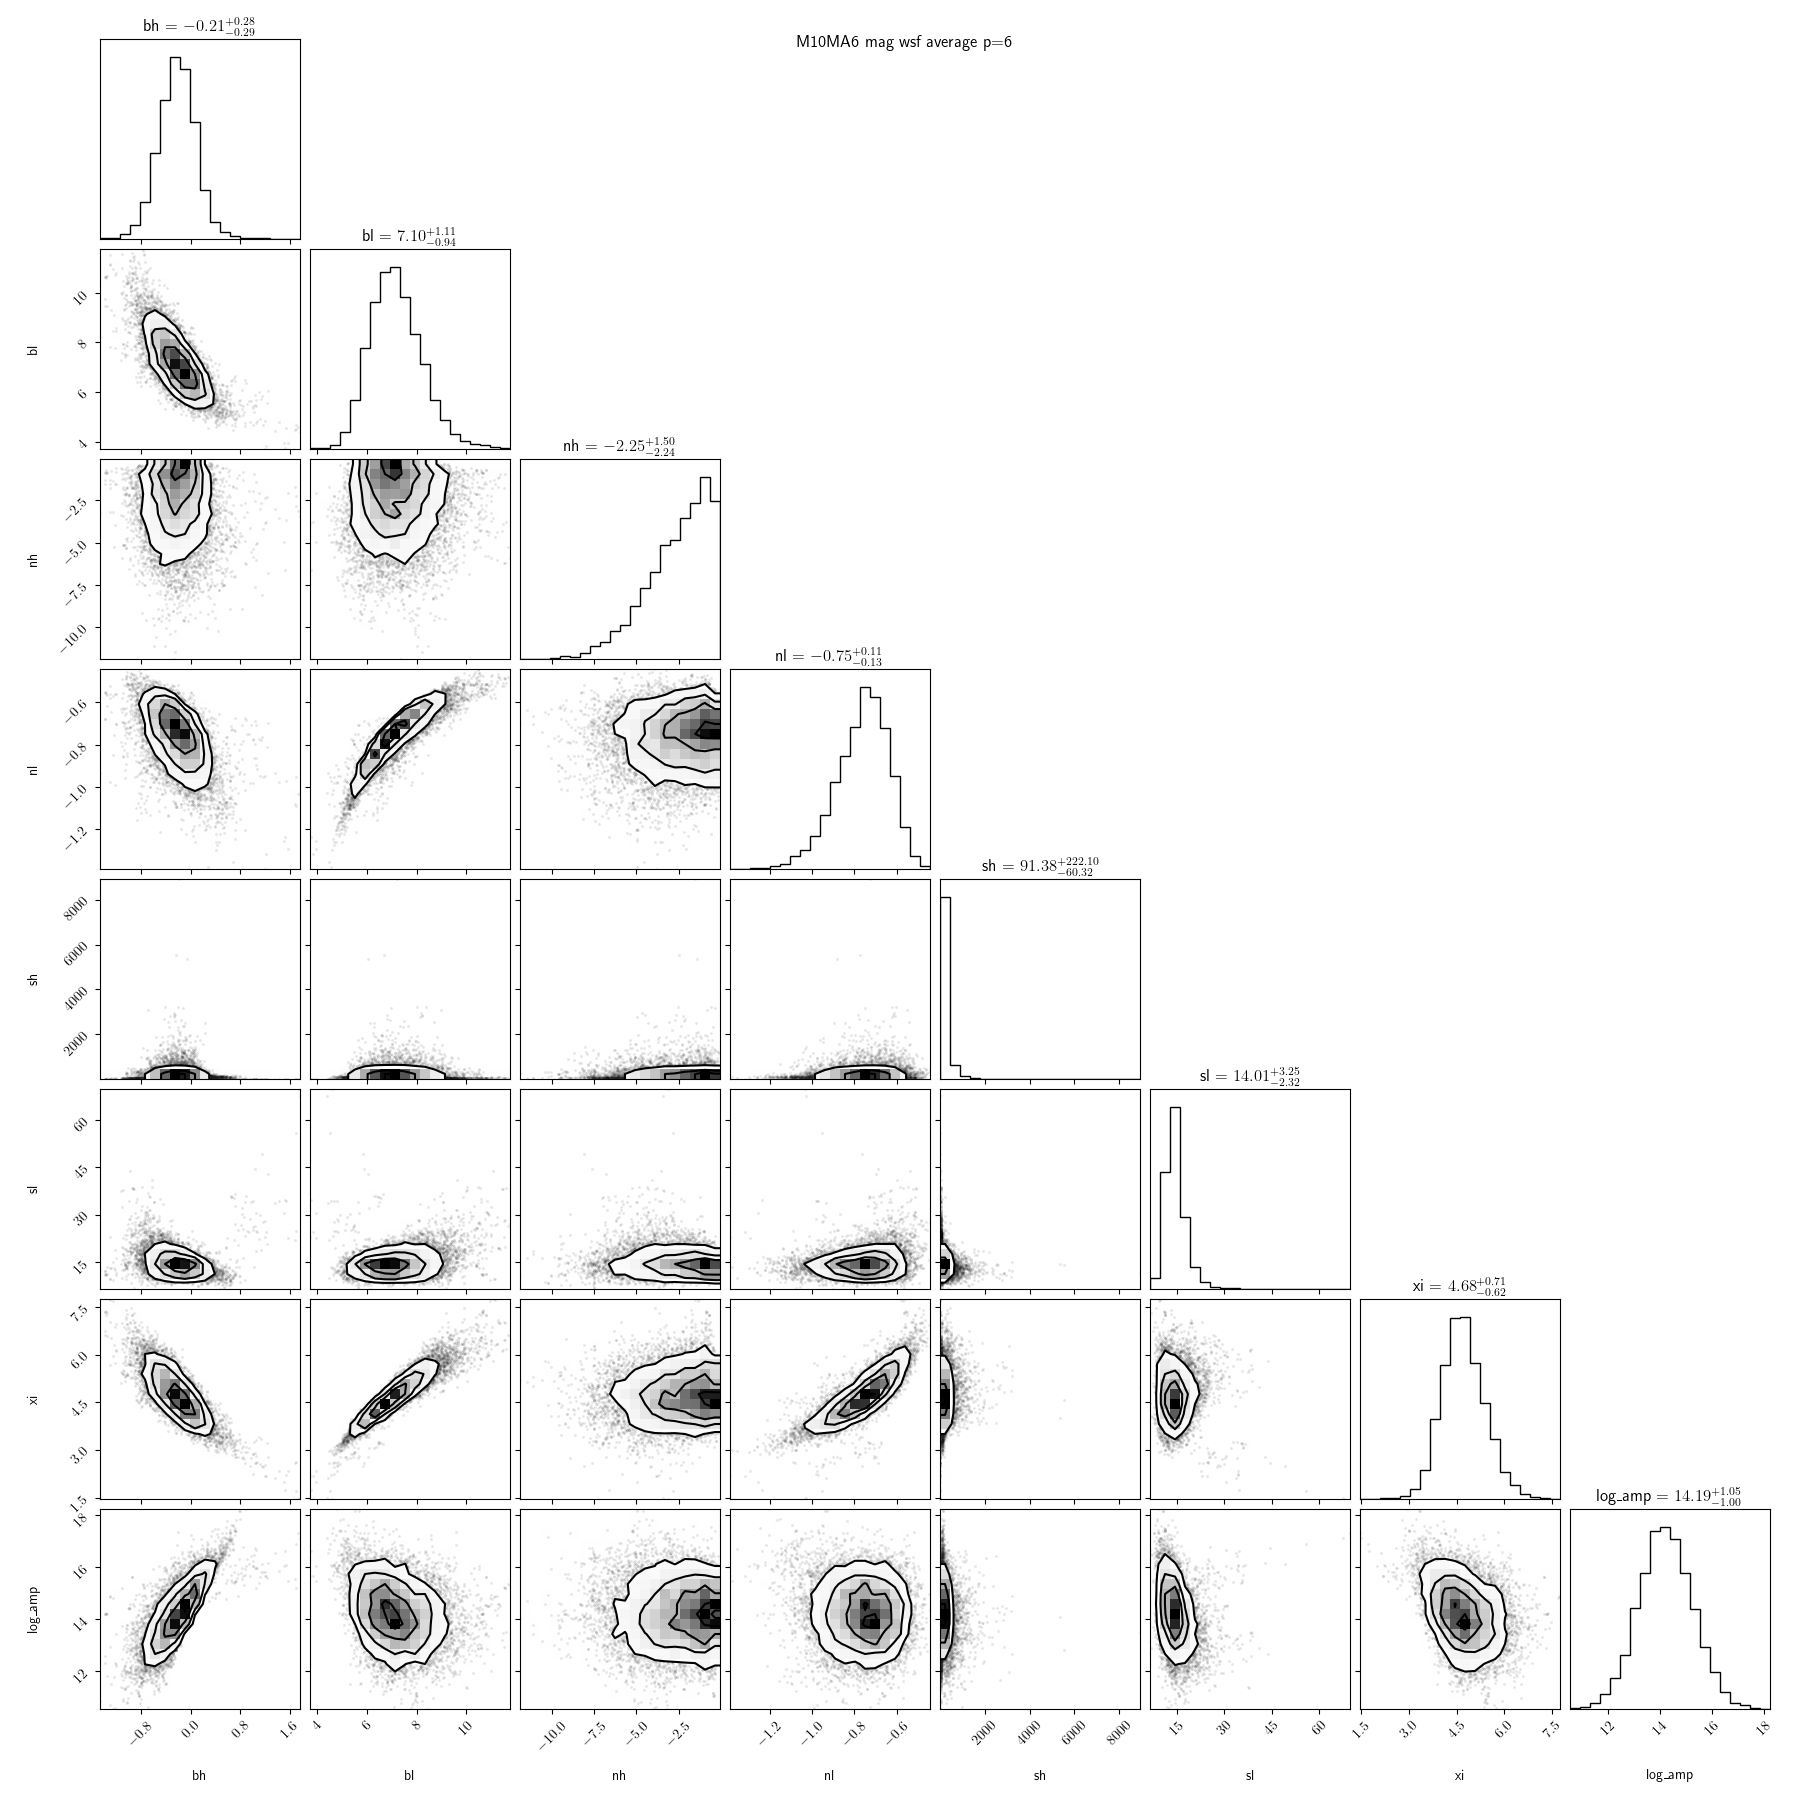 M10MA6 mag wsf average p=6
bh = −0.21^{+0.28}_{−0.29}
bl = 7.10^{+1.11}_{−0.94}
bl
10
8
6
4
nh = −2.25^{+1.50}_{−2.24}
nh
−2.5
−5.0
−7.5
−10.0
nl = −0.75^{+0.11}_{−0.13}
nl
−0.6
−0.8
−1.0
−1.2
sh = 91.38^{+222.10}_{−60.32}
sh
8000
6000
4000
2000
sl = 14.01^{+3.25}_{−2.32}
sl
60
45
30
15
xi = 4.68^{+0.71}_{−0.62}
xi
7.5
6.0
4.5
3.0
1.5
log_amp = 14.19^{+1.05}_{−1.00}
log_amp
18
16
14
12
−0.8 0.0 0.8 1.6
4 6 8 10
−10.0 −7.5 −5.0 −2.5
−1.2 −1.0 −0.8 −0.6
2000 4000 6000 8000
15 30 45 60
1.5 3.0 4.5 6.0 7.5
12 14 16 18
bh bl nh nl sh sl xi log_amp